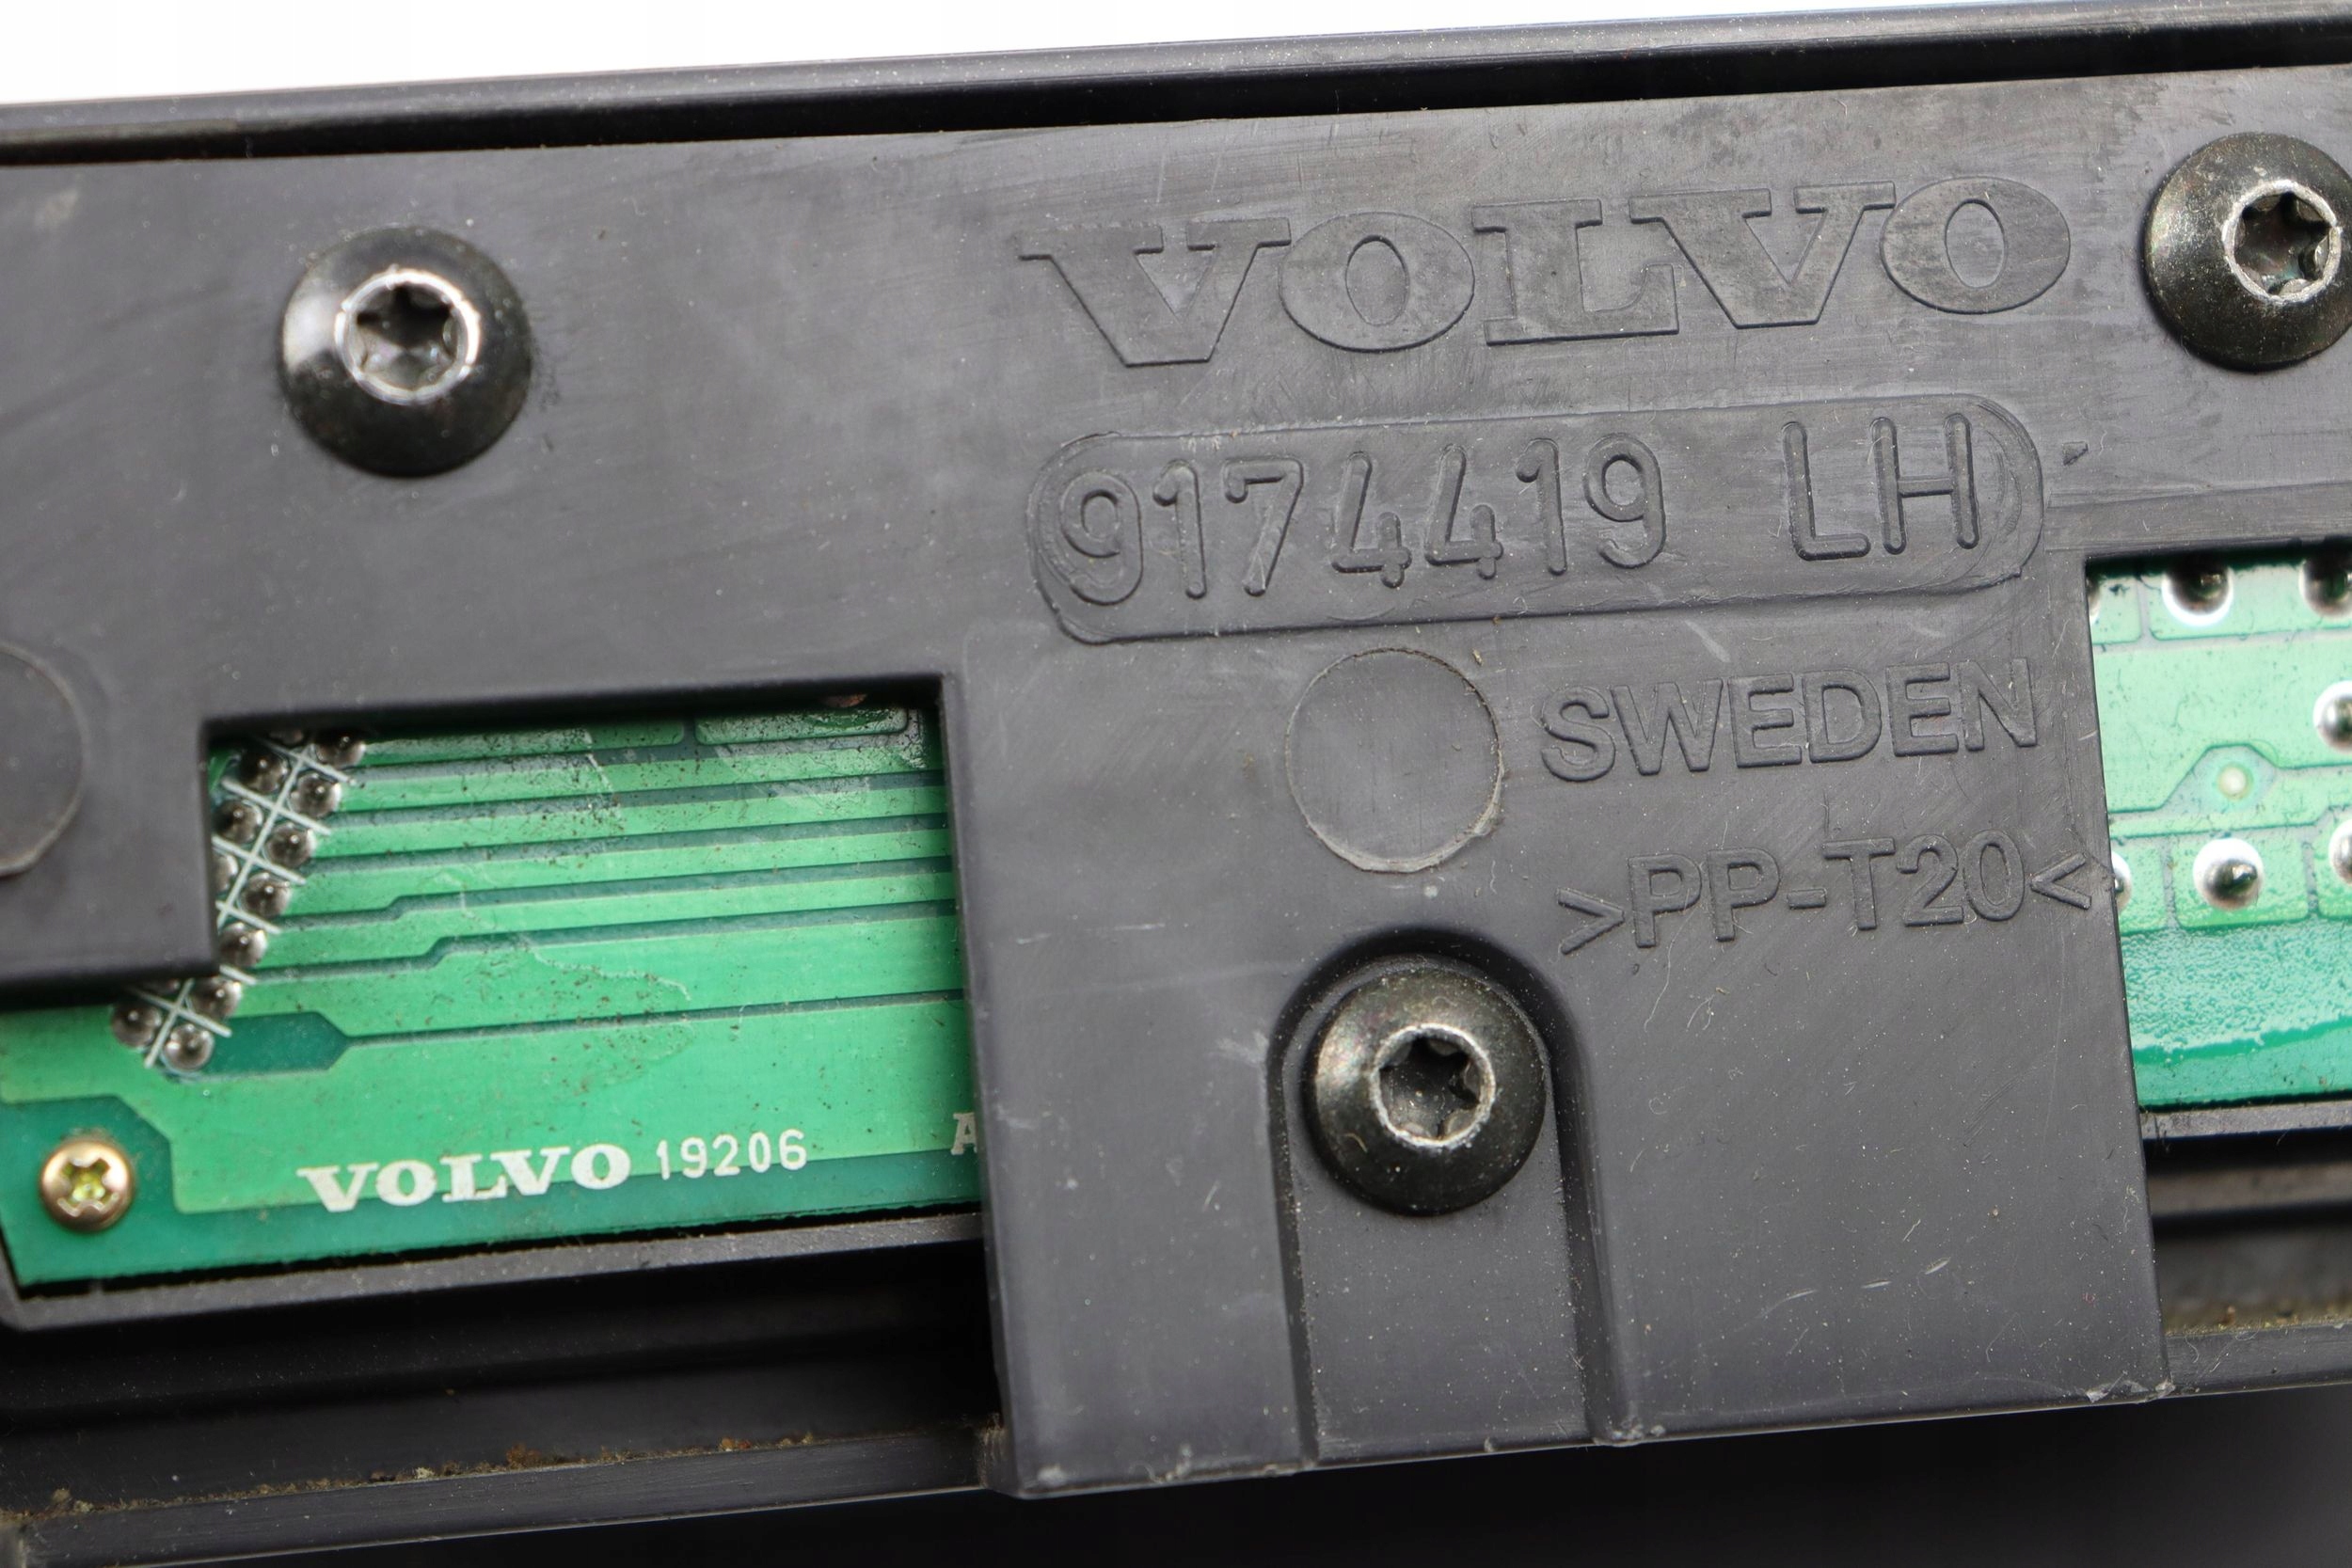 VOLVO
9174419 LH
SWEDEN
>PP-T20<
VOLVO 19206
A